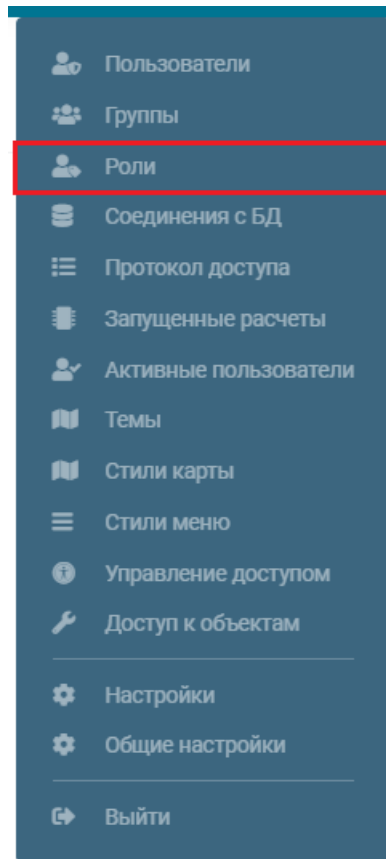 Пользователи
Группы
Роли
Соединения с БД
Протокол доступа
Запущенные расчеты
Активные пользователи
Темы
Стили карты
Стили меню
Управление доступом
Доступ к объектам
Настройки
Общие настройки
Выйти